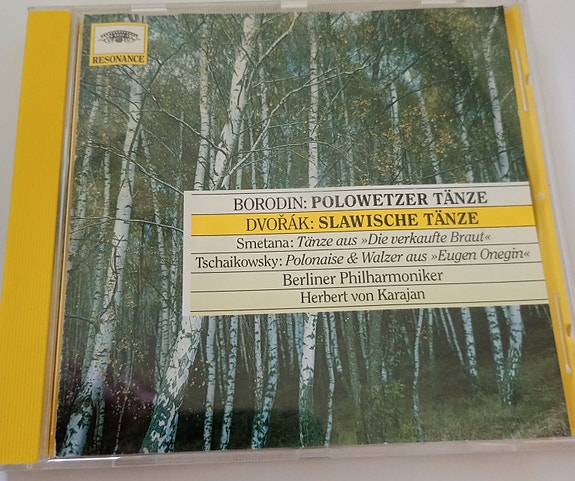 RESONANCE
BORODIN: POLOWETZER TÄNZE
DVOŘÁK: SLAWISCHE TÄNZE
Smetana: Tänze aus »Die verkaufte Braut«
Tschaikowsky: Polonaise & Walzer aus »Eugen Onegin«
Berliner Philharmoniker
Herbert von Karajan